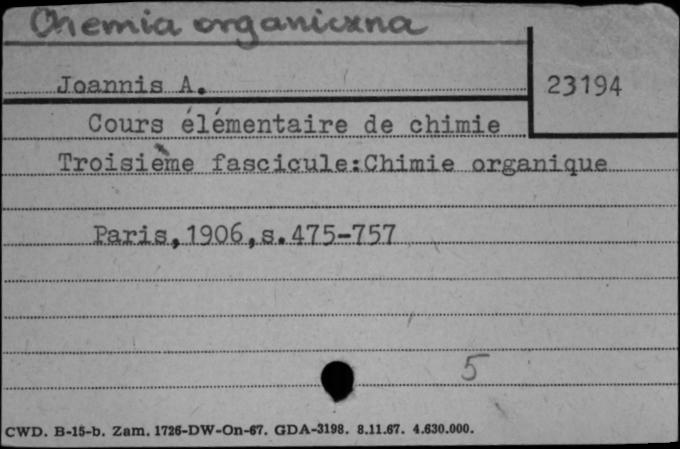 Chemia organiczna
Joannis A.
23194
Cours élémentaire de chimie
Troisième fascicule:Chimie organique
Paris,1906,s.475-757
5
CWD. B-15-b. Zam. 1726-DW-On-67. GDA-3198. 8.11.67. 4.630.000.